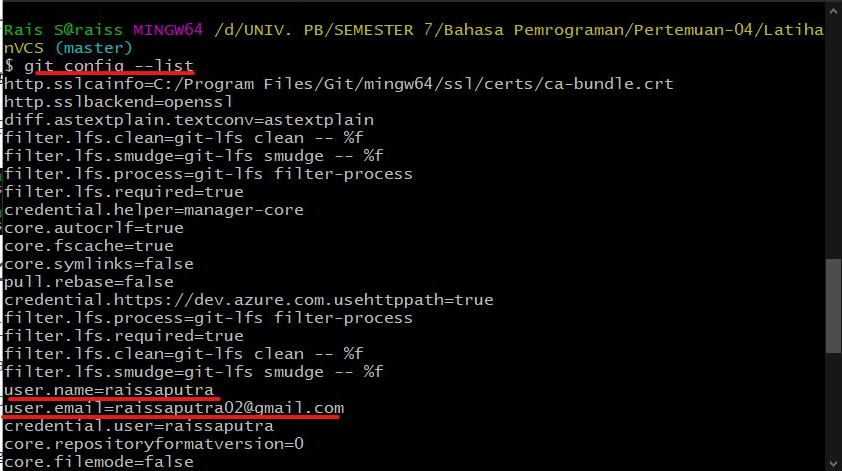 Rais S@raiss MINGW64 /d/UNIV. PB/SEMESTER 7/Bahasa Pemrograman/Pertemuan-04/Latiha
nVCS (master)
$ git config --list
http.sslcainfo=C:/Program Files/Git/mingw64/ssl/certs/ca-bundle.crt
http.sslbackend=openssl
diff.astextplain.textconv=astextplain
filter.lfs.clean=git-lfs clean -- %f
filter.lfs.smudge=git-lfs smudge -- %f
filter.lfs.process=git-lfs filter-process
filter.lfs.required=true
credential.helper=manager-core
core.autocrlf=true
core.fscache=true
core.symlinks=false
pull.rebase=false
credential.https://dev.azure.com.usehttppath=true
filter.lfs.process=git-lfs filter-process
filter.lfs.required=true
filter.lfs.clean=git-lfs clean -- %f
filter.lfs.smudge=git-lfs smudge -- %f
user.name=raissaputra
user.email=raissaputra02@gmail.com
credential.user=raissaputra
core.repositoryformatversion=0
core.filemode=false